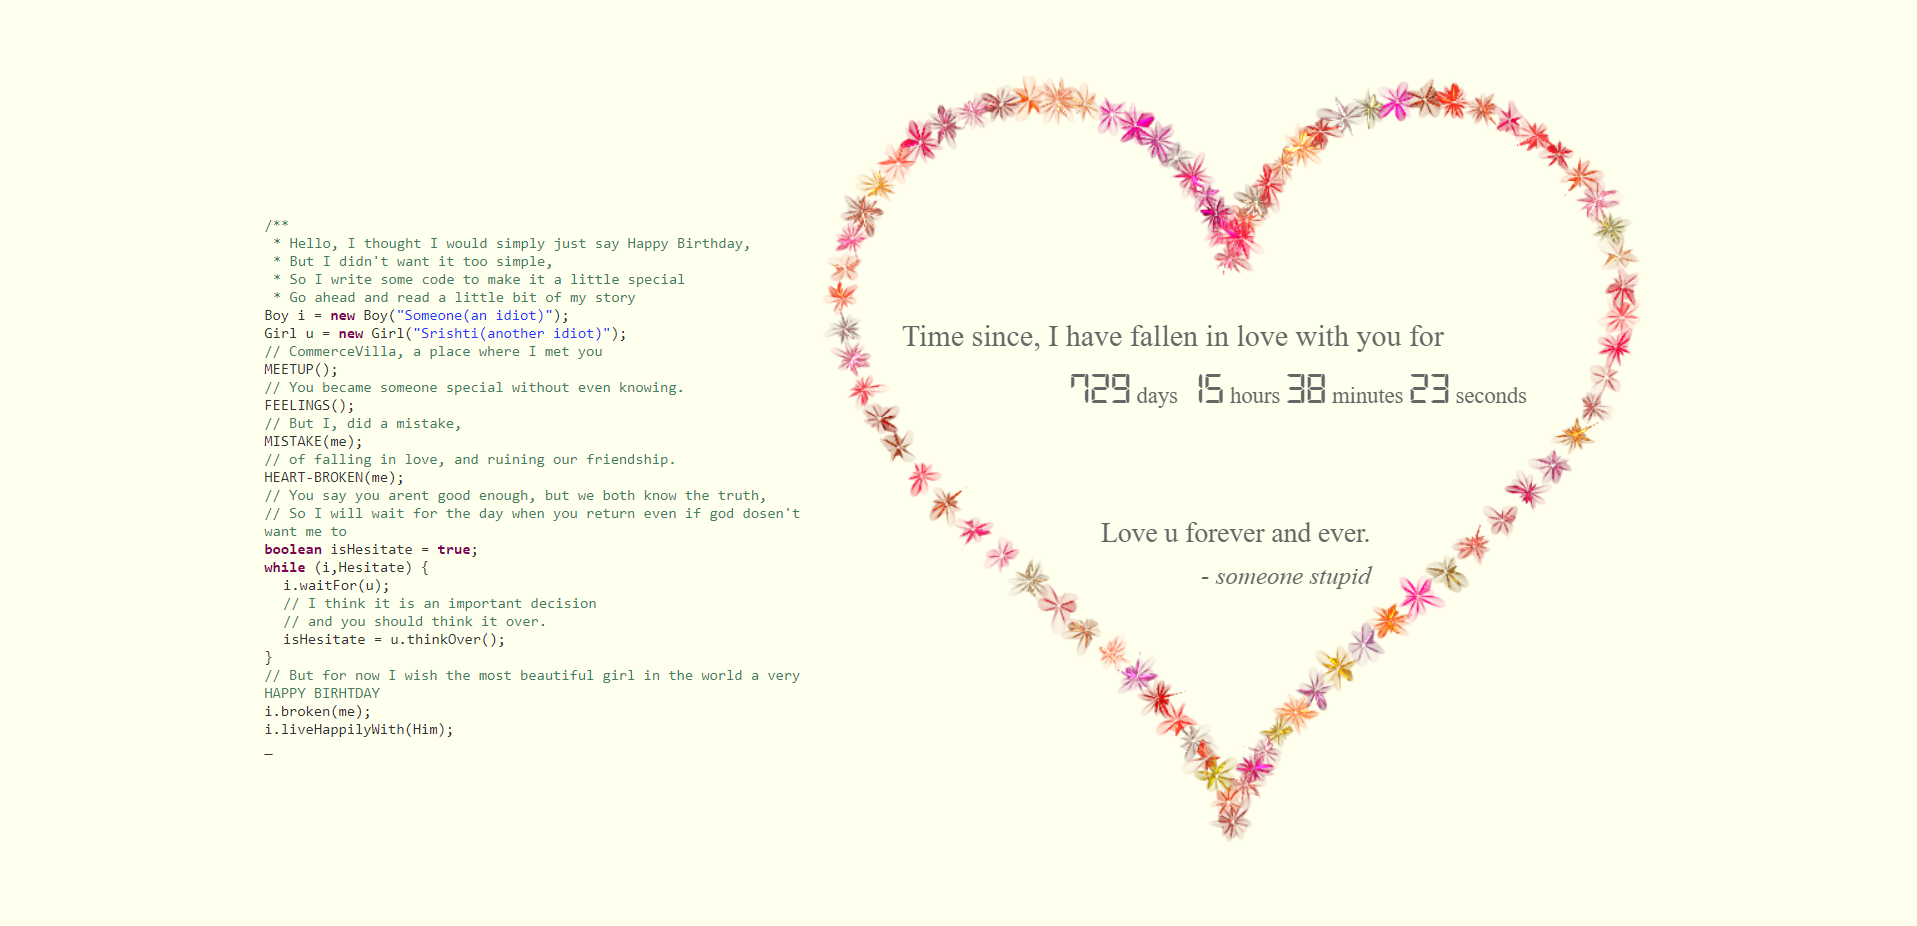 /**
 * Hello, I thought I would simply just say Happy Birthday,
 * But I didn't want it too simple,
 * So I write some code to make it a little special
 * Go ahead and read a little bit of my story
Boy i = new Boy("Someone(an idiot)");
Girl u = new Girl("Srishti(another idiot)");
// CommerceVilla, a place where I met you
MEETUP();
// You became someone special without even knowing.
FEELINGS();
// But I, did a mistake,
MISTAKE(me);
// of falling in love, and ruining our friendship.
HEART-BROKEN(me);
// You say you arent good enough, but we both know the truth,
// So I will wait for the day when you return even if god dosen't
want me to
boolean isHesitate = true;
while (i,Hesitate) {
  i.waitFor(u);
  // I think it is an important decision
  // and you should think it over.
  isHesitate = u.thinkOver();
}
// But for now I wish the most beautiful girl in the world a very
HAPPY BIRHTDAY
i.broken(me);
i.liveHappilyWith(Him);
_
Time since, I have fallen in love with you for
729 days 15 hours 38 minutes 23 seconds
Love u forever and ever.
- someone stupid